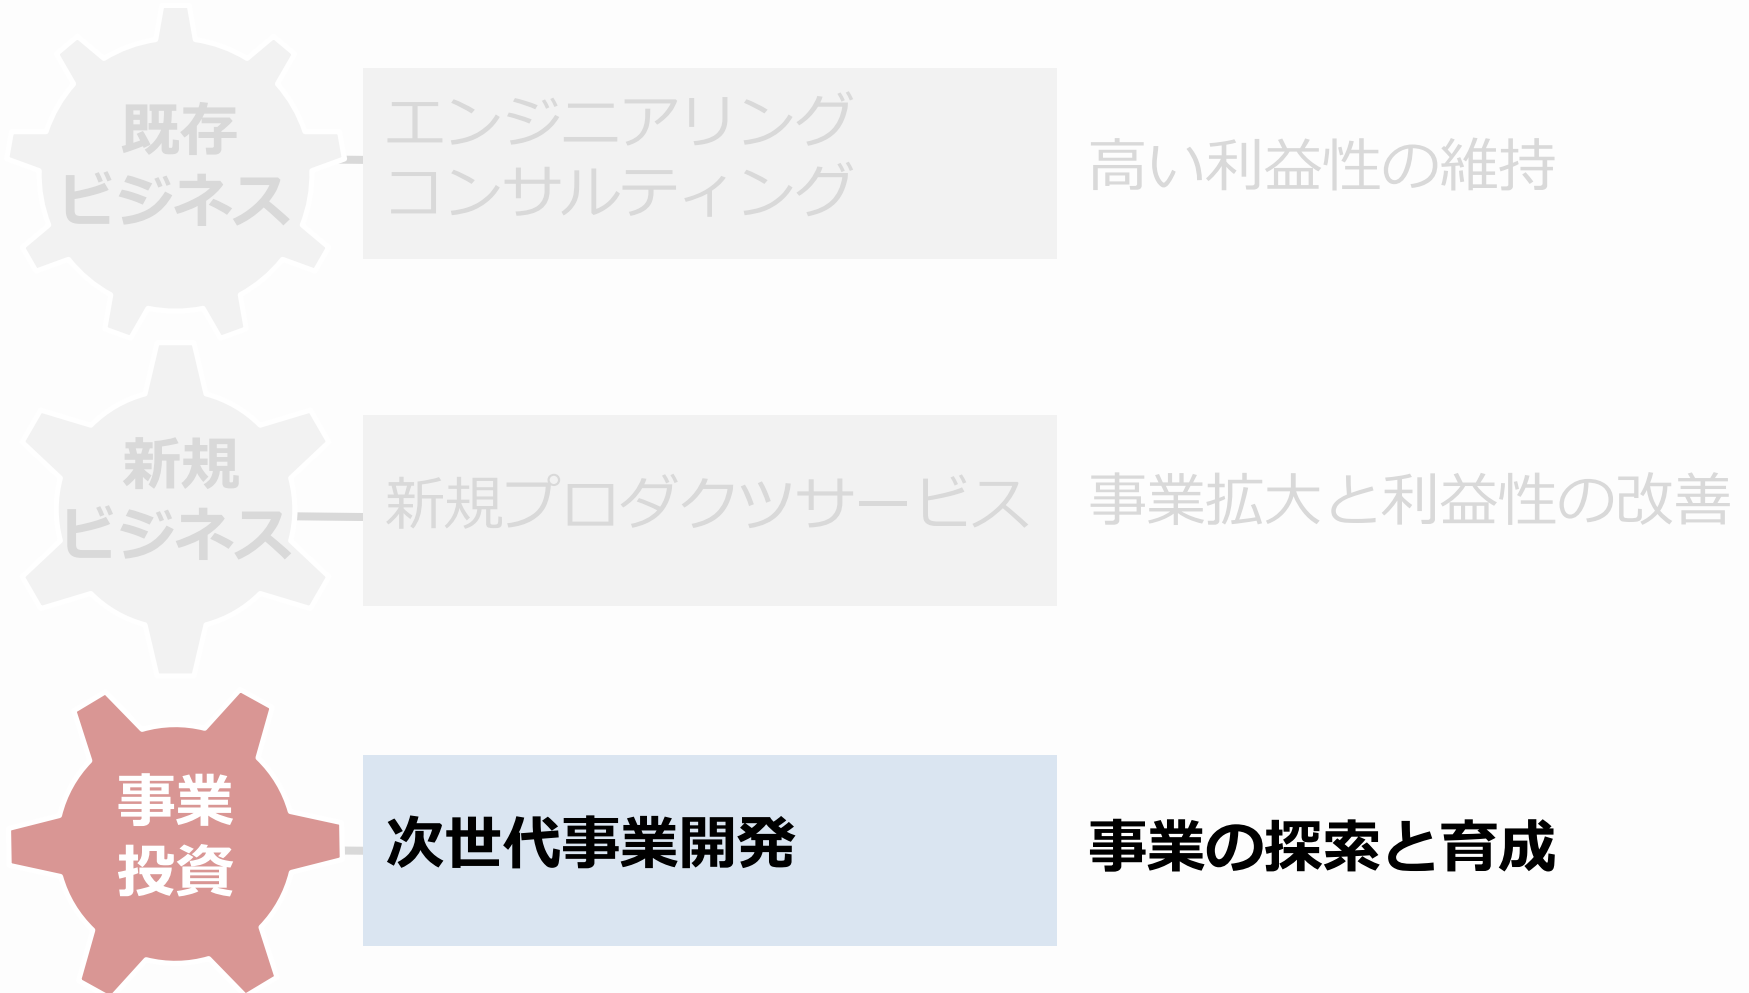 既存
ビジネス
エンジニアリング
コンサルティング
高い利益性の維持
新規
ビジネス
新規プロダクツサービス
事業拡大と利益性の改善
事業
投資
次世代事業開発
事業の探索と育成